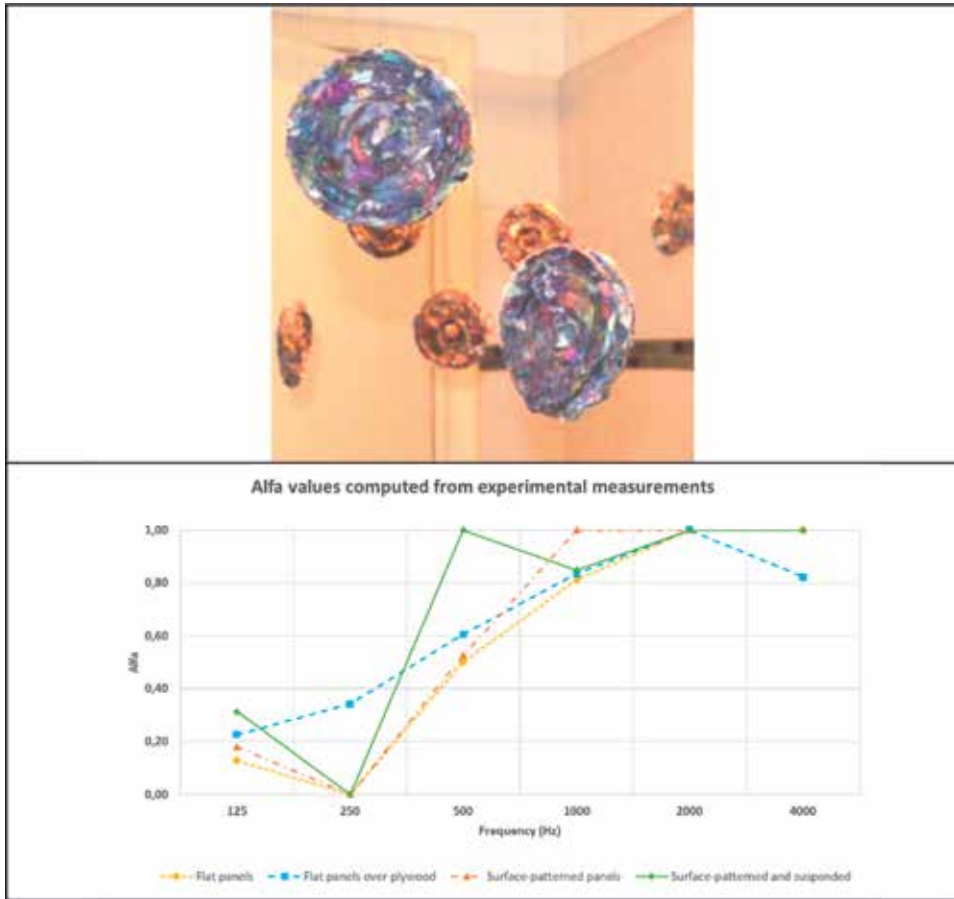 Alfa values computed from experimental measurements
1,00
0,80
0,60
0,40
0,20
0,00
Alfa
125 250 500 1000 2000 4000
Frequency (Hz)
Flat panels Flat panels over plywood Surface-patterned panels Surface-patterned and suspended